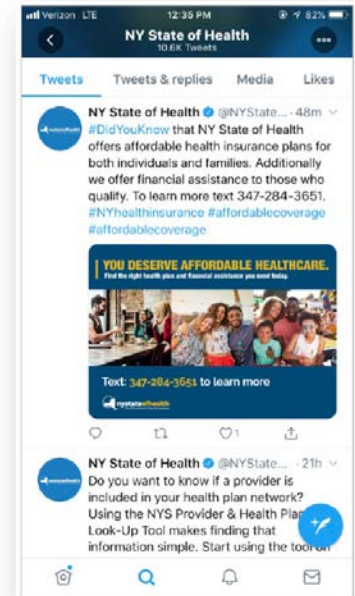 Verizon LTE 12:35 PM 82%
NY State of Health
10.6K Tweets
Tweets Tweets & replies Media Likes
NY State of Health @NYState... · 48m
#DidYouKnow that NY State of Health
offers affordable health insurance plans for
both individuals and families. Additionally
we offer financial assistance to those who
qualify. To learn more text 347-284-3651.
#NYhealthinsurance #affordablecoverage
#affordablecoverage
YOU DESERVE AFFORDABLE HEALTHCARE.
Find the right health plan and financial assistance you need today.
Text: 347-284-3651 to learn more
nystateofhealth
1
NY State of Health @NYState... · 21h
Do you want to know if a provider is
included in your health plan network?
Using the NYS Provider & Health Plan
Look-Up Tool makes finding that
information simple. Start using the tool on